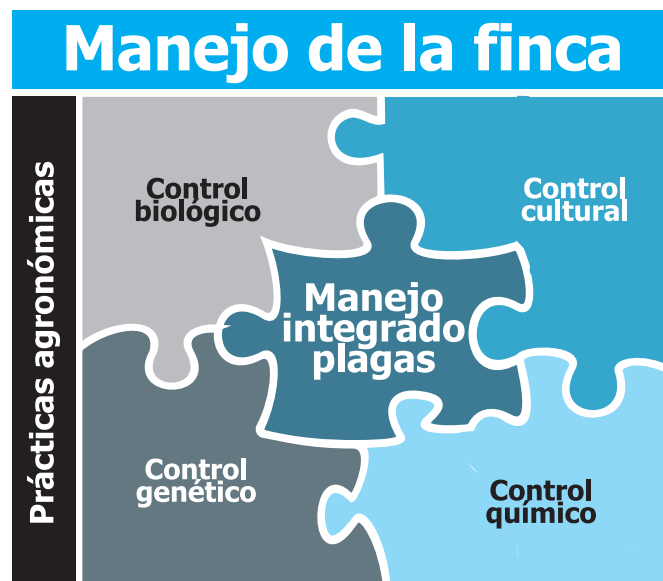 Manejo de la finca
Prácticas agronómicas
Control
biológico
Control
cultural
Manejo
integrado
plagas
Control
genético
Control
químico